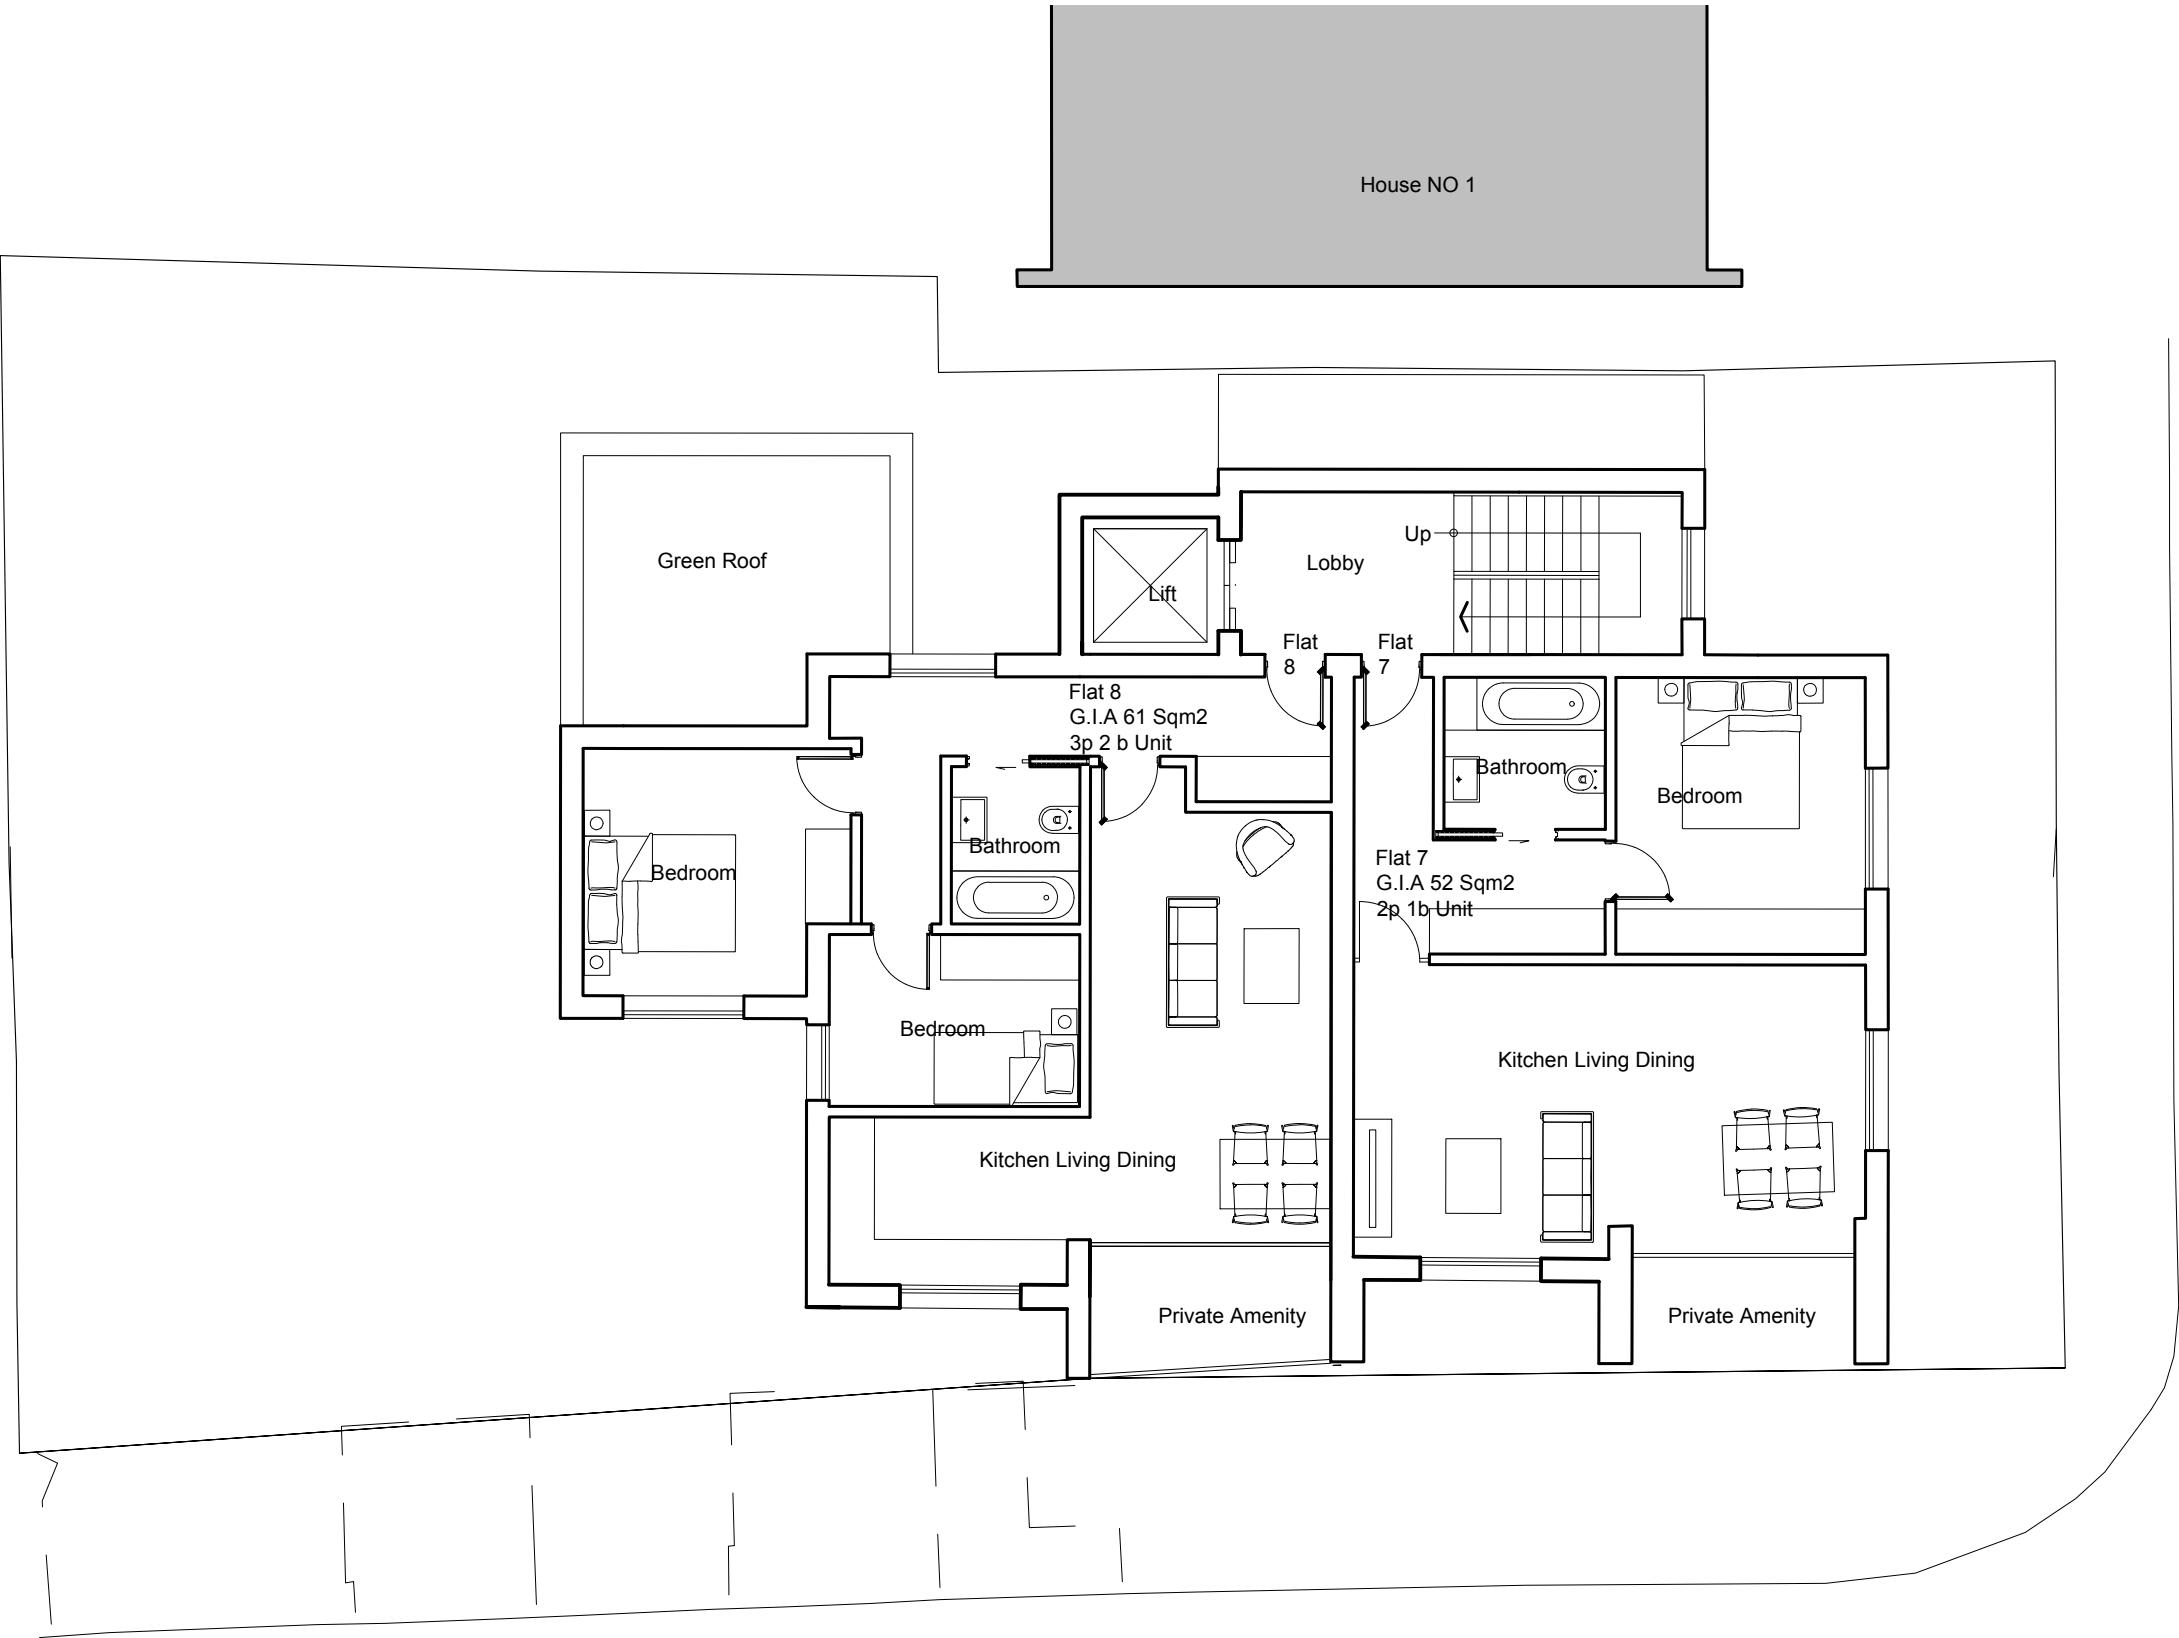 House NO 1
Green Roof
Up
Lobby
Lift
Flat
8
Flat
7
Flat 8
G.I.A 61 Sqm2
3p 2 b Unit
Bathroom
Bedroom
Bathroom
Bedroom
Flat 7
G.I.A 52 Sqm2
2p 1b Unit
Bedroom
Kitchen Living Dining
Kitchen Living Dining
Private Amenity
Private Amenity